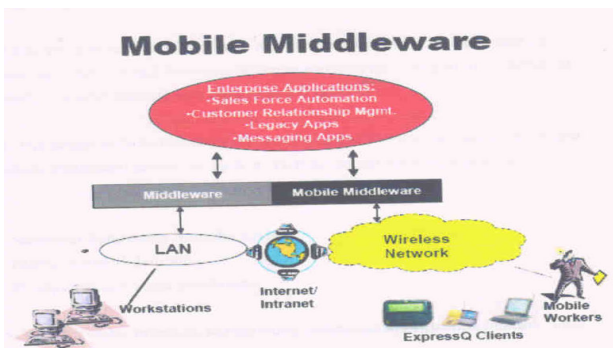 Mobile Middleware
Enterprise Applications:
•Sales Force Automation
•Customer Relationship Mgmt.
•Legacy Apps
•Messaging Apps
Middleware
Mobile Middleware
LAN
Wireless
Network
Internet/
Intranet
Workstations
Mobile
Workers
ExpressQ Clients